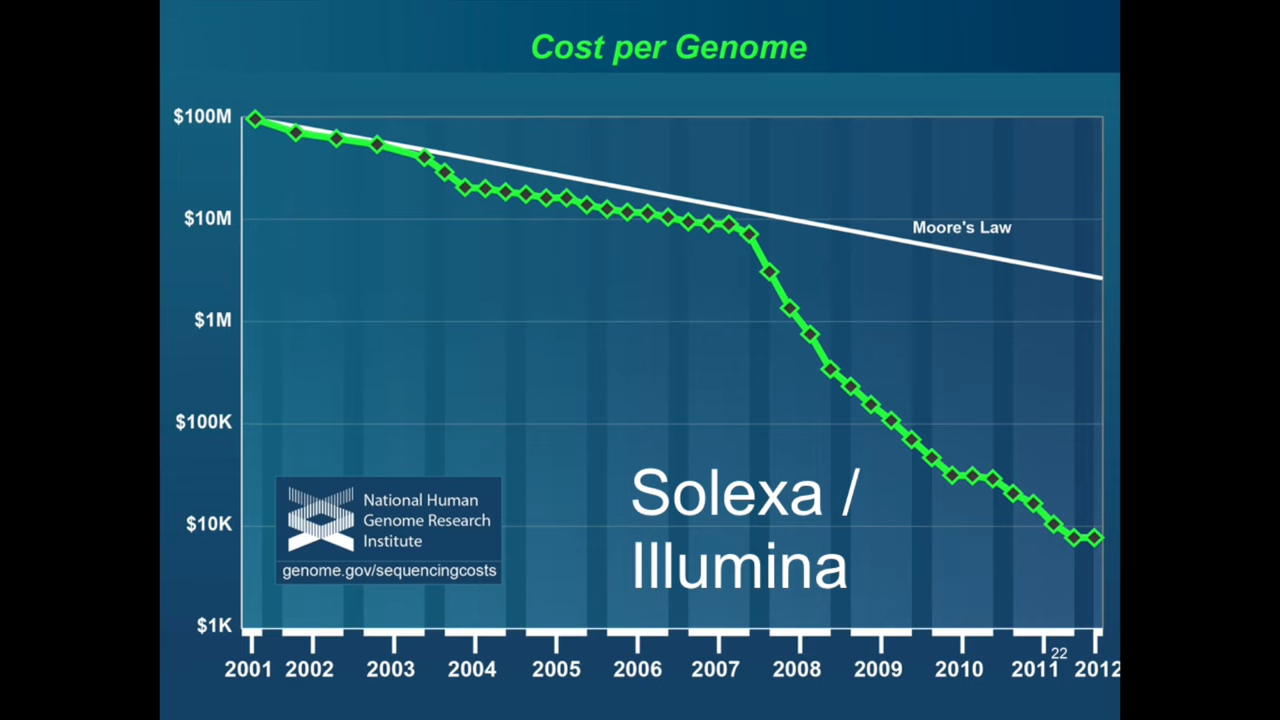 Cost per Genome
$100M
$10M
Moore's Law
$1M
$100K
Solexa /
National Human
Genome Research
Institute
$10K
Illumina
genome.gov/sequencingcosts
$1K
22
2001 2002 2003 2004 2005 2006 2007 2008 2009 2010 2011 2012